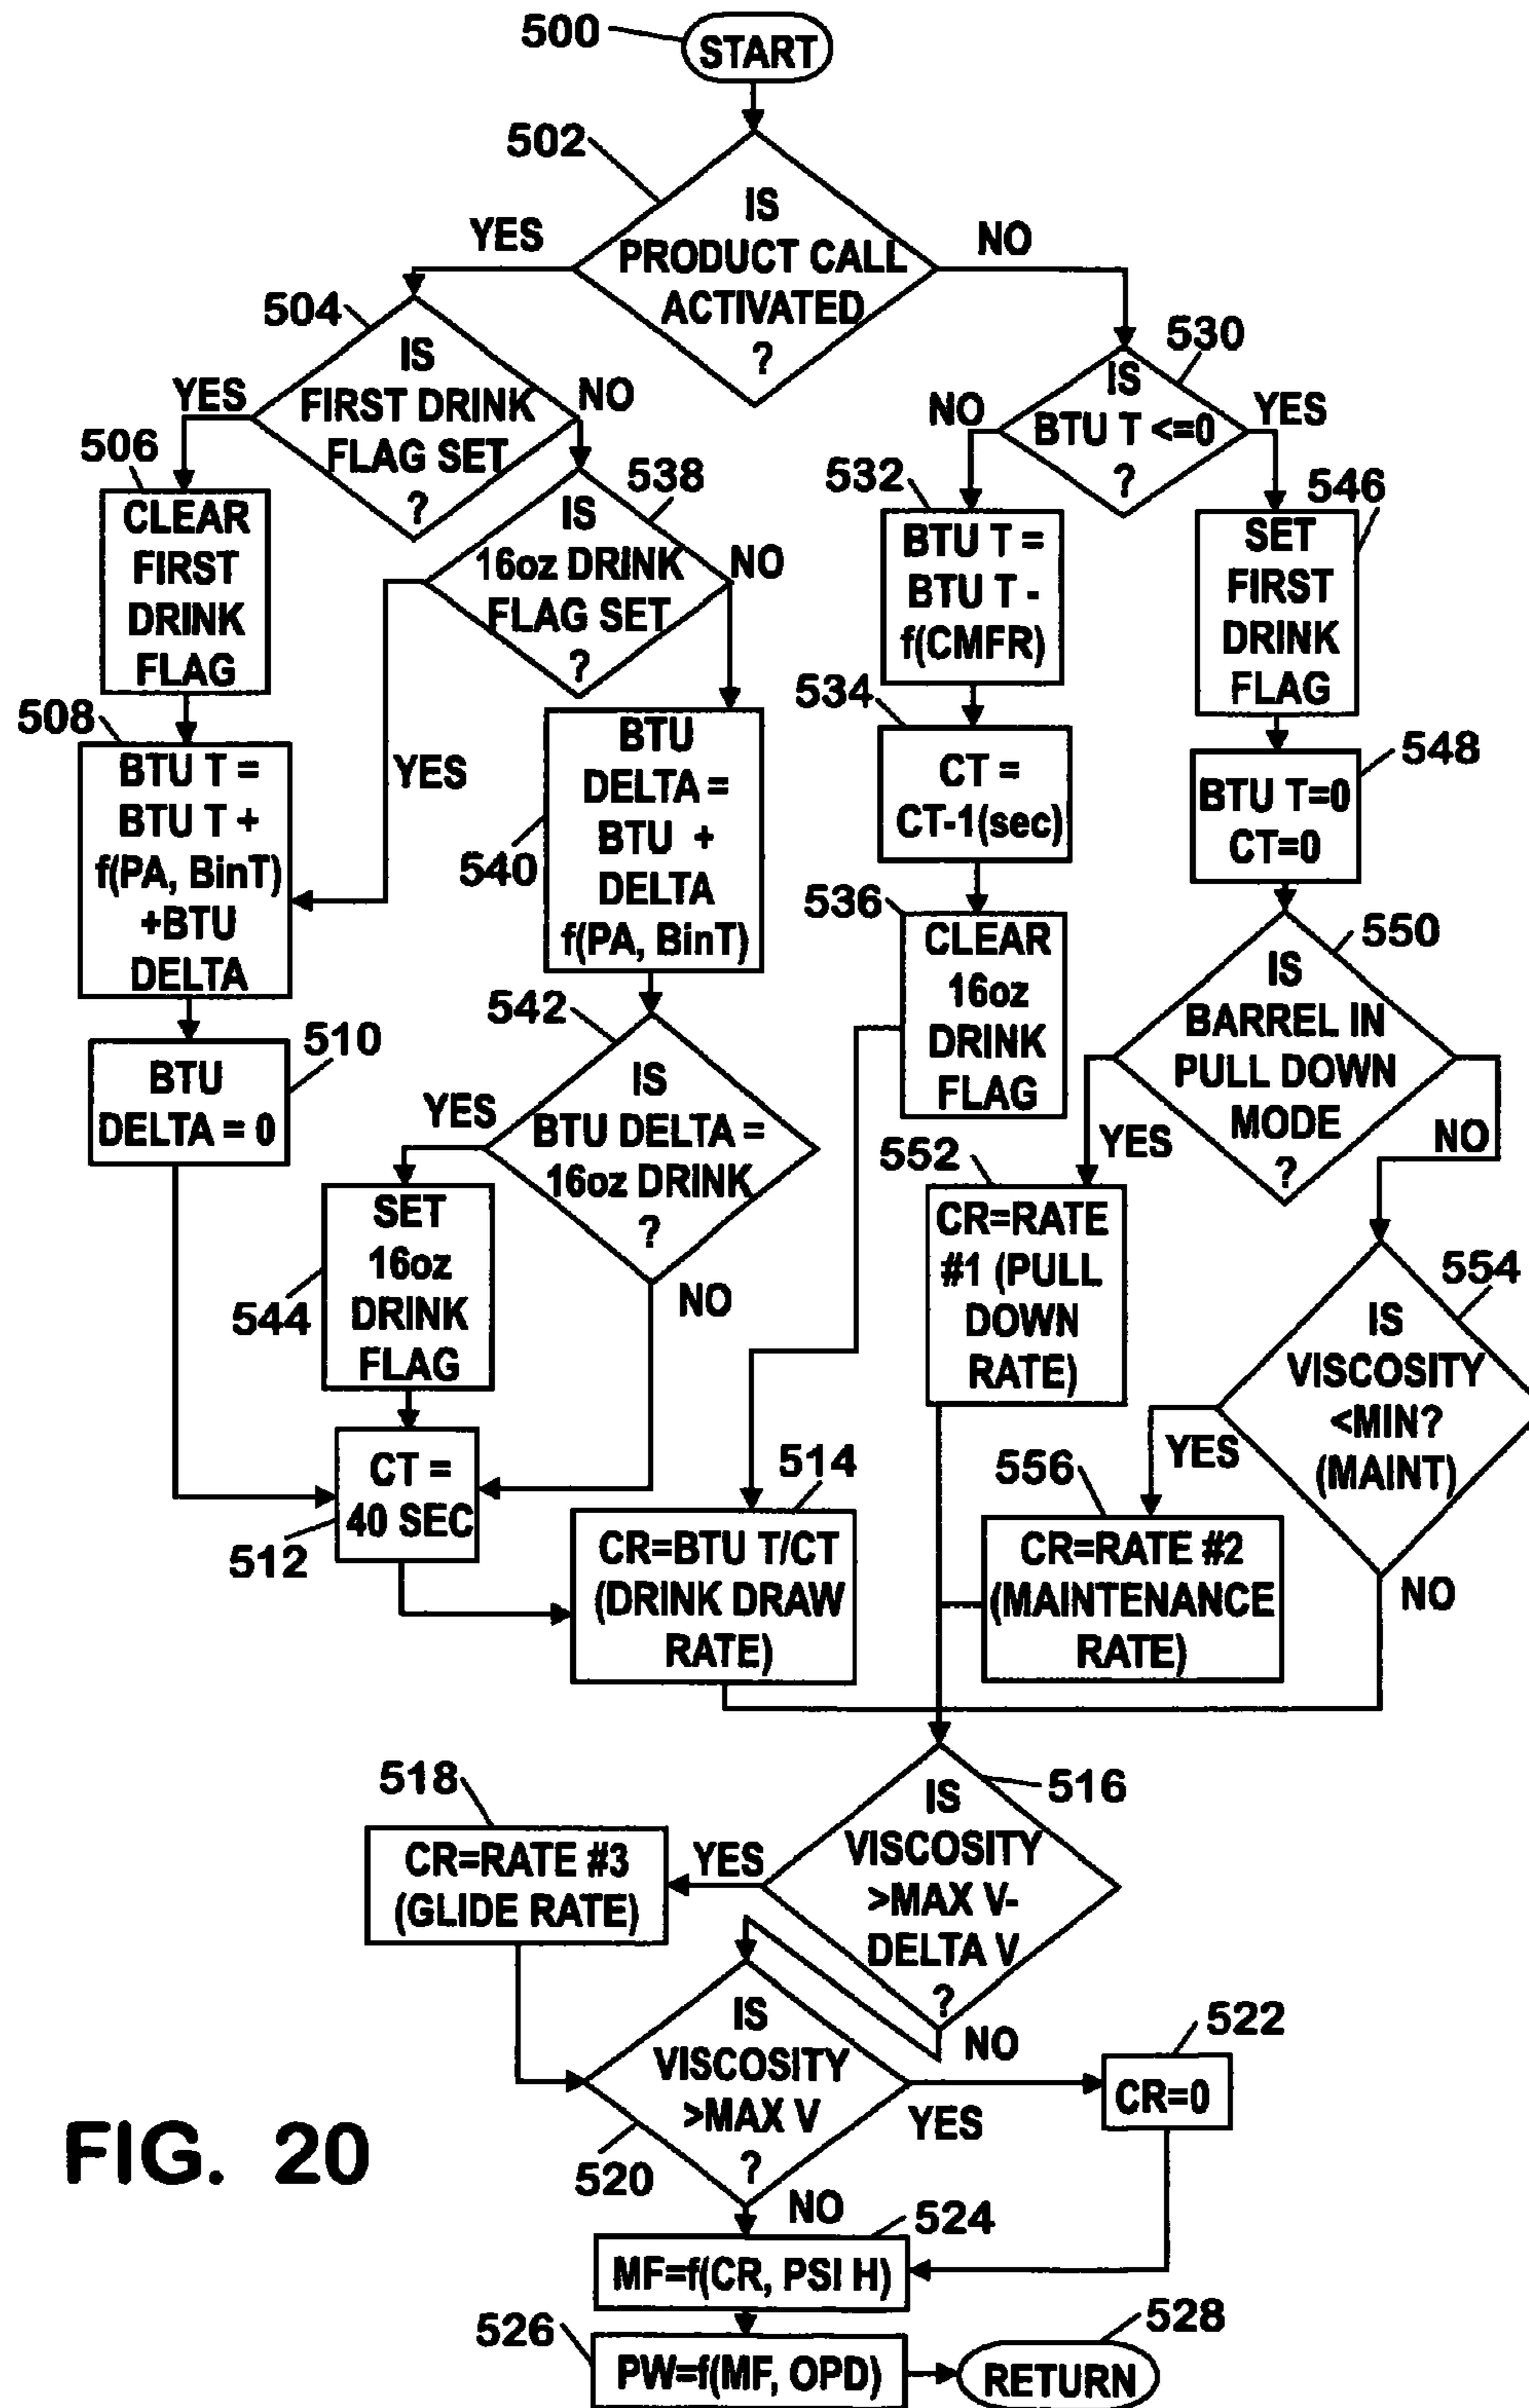 500
START
502
IS
PRODUCT CALL
ACTIVATED
?
YES
NO
504
IS
FIRST DRINK
FLAG SET
?
YES
NO
530
IS
BTU T <=0
?
NO
YES
506
CLEAR
FIRST
DRINK
FLAG
538
IS
16oz DRINK
FLAG SET
?
NO
YES
532
BTU T =
BTU T -
f(CMFR)
546
SET
FIRST
DRINK
FLAG
508
BTU T =
BTU T +
f(PA, BinT)
+BTU
DELTA
540
BTU
DELTA =
BTU +
DELTA
f(PA, BinT)
534
CT =
CT-1(sec)
548
BTU T=0
CT=0
536
CLEAR
16oz
DRINK
FLAG
550
IS
BARREL IN
PULL DOWN
MODE
?
YES
NO
510
BTU
DELTA = 0
542
IS
BTU DELTA =
16oz DRINK
?
YES
NO
552
CR=RATE
#1 (PULL
DOWN
RATE)
544
SET
16oz
DRINK
FLAG
554
IS
VISCOSITY
<MIN?
(MAINT)
YES
NO
512
CT =
40 SEC
514
CR=BTU T/CT
(DRINK DRAW
RATE)
556
CR=RATE #2
(MAINTENANCE
RATE)
516
IS
VISCOSITY
>MAX V-
DELTA V
?
YES
NO
518
CR=RATE #3
(GLIDE RATE)
520
IS
VISCOSITY
>MAX V
?
YES
NO
522
CR=0
FIG. 20
524
MF=f(CR, PSI H)
526
PW=f(MF, OPD)
528
RETURN